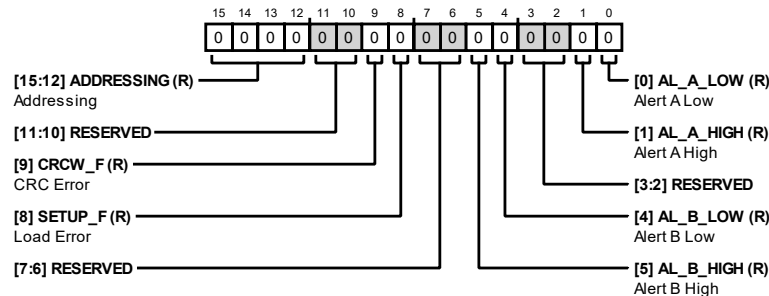 15 14 13 12 11 10 9 8 7 6 5 4 3 2 1 0
0 0 0 0 0 0 0 0 0 0 0 0 0 0 0 0
[15:12] ADDRESSING (R)
Addressing
[11:10] RESERVED
[9] CRCW_F (R)
CRC Error
[8] SETUP_F (R)
Load Error
[7:6] RESERVED
[0] AL_A_LOW (R)
Alert A Low
[1] AL_A_HIGH (R)
Alert A High
[3:2] RESERVED
[4] AL_B_LOW (R)
Alert B Low
[5] AL_B_HIGH (R)
Alert B High